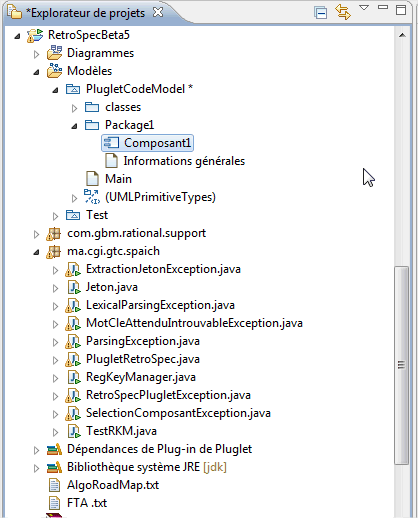 *Explorateur de projets
RetroSpecBeta5
Diagrammes
Modèles
PlugletCodeModel *
classes
Package1
Composant1
Informations générales
Main
(UMLPrimitiveTypes)
Test
com.gbm.rational.support
ma.cgi.gtc.spaich
ExtractionJetonException.java
Jeton.java
LexicalParsingException.java
MotCleAttenduIntrouvableException.java
ParsingException.java
PlugletRetroSpec.java
RegKeyManager.java
RetroSpecPlugletException.java
SelectionComposantException.java
TestRKM.java
Dépendances de Plug-in de Pluglet
Bibliothèque système JRE [jdk]
AlgoRoadMap.txt
FTA .txt